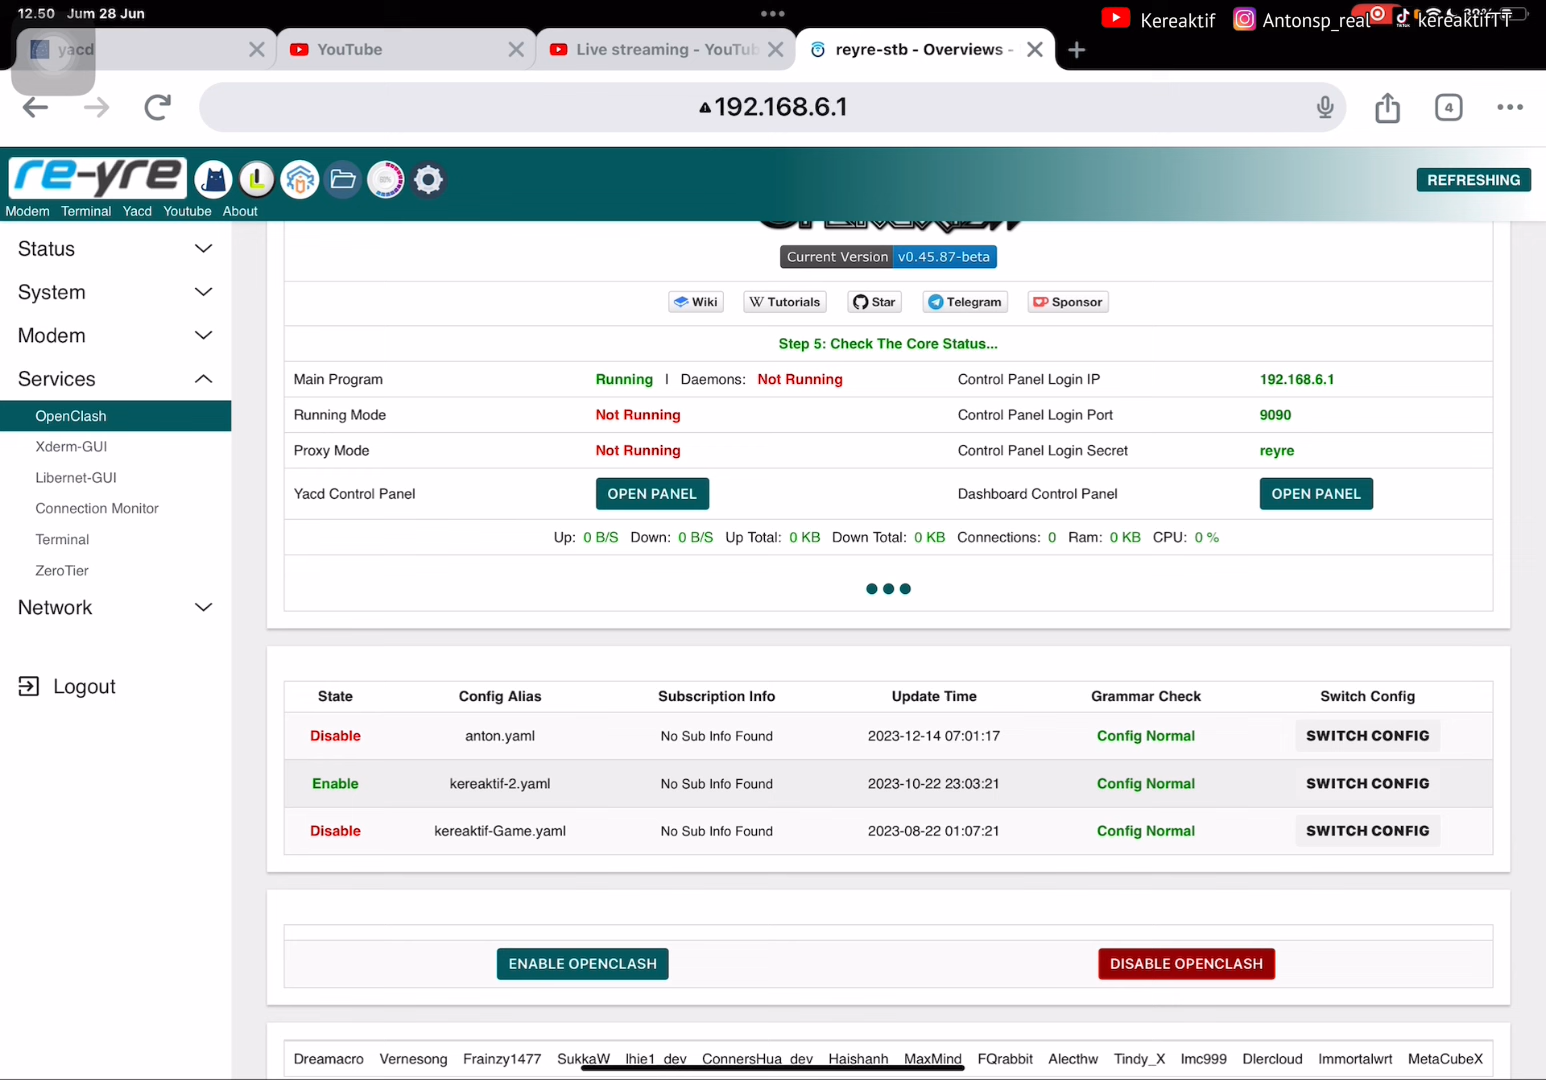 12.50 Jum 28 Jun
Kereaktif Antonsp_real kereaktifTT
yacd
YouTube
Live streaming - YouTub
reyre-stb - Overviews -
192.168.6.1
4
re-yre
REFRESHING
Modem Terminal Yacd Youtube About
Status
System
Modem
Services
OpenClash
Xderm-GUI
Libernet-GUI
Connection Monitor
Terminal
ZeroTier
Network
Logout
Current Version v0.45.87-beta
Wiki Tutorials Star Telegram Sponsor
Step 5: Check The Core Status...
Main Program Running | Daemons: Not Running Control Panel Login IP 192.168.6.1
Running Mode Not Running Control Panel Login Port 9090
Proxy Mode Not Running Control Panel Login Secret reyre
Yacd Control Panel OPEN PANEL Dashboard Control Panel OPEN PANEL
Up: 0 B/S Down: 0 B/S Up Total: 0 KB Down Total: 0 KB Connections: 0 Ram: 0 KB CPU: 0 %
State Config Alias Subscription Info Update Time Grammar Check Switch Config
Disable anton.yaml No Sub Info Found 2023-12-14 07:01:17 Config Normal SWITCH CONFIG
Enable kereaktif-2.yaml No Sub Info Found 2023-10-22 23:03:21 Config Normal SWITCH CONFIG
Disable kereaktif-Game.yaml No Sub Info Found 2023-08-22 01:07:21 Config Normal SWITCH CONFIG
ENABLE OPENCLASH DISABLE OPENCLASH
Dreamacro Vernesong Frainzy1477 SukkaW lhie1_dev ConnersHua_dev Haishanh MaxMind FQrabbit Alecthw Tindy_X lmc999 Dlercloud Immortalwrt MetaCubeX